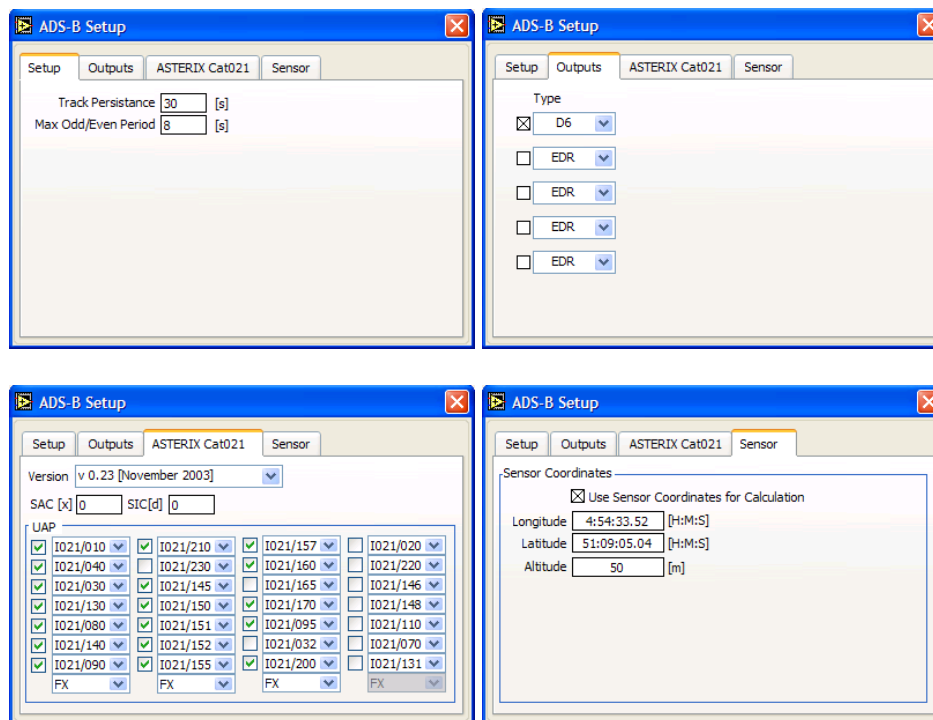 ADS-B Setup
Setup Outputs ASTERIX Cat021 Sensor
Track Persistance 30 [s]
Max Odd/Even Period 8 [s]
ADS-B Setup
Setup Outputs ASTERIX Cat021 Sensor
Type
D6
EDR
EDR
EDR
EDR
ADS-B Setup
Setup Outputs ASTERIX Cat021 Sensor
Version v 0.23 [November 2003]
SAC [x] 0 SIC[d] 0
UAP
I021/010 I021/210 I021/157 I021/020
I021/040 I021/230 I021/160 I021/220
I021/030 I021/145 I021/165 I021/146
I021/130 I021/150 I021/170 I021/148
I021/080 I021/151 I021/095 I021/110
I021/140 I021/152 I021/032 I021/070
I021/090 I021/155 I021/200 I021/131
FX FX FX FX
ADS-B Setup
Setup Outputs ASTERIX Cat021 Sensor
Sensor Coordinates
Use Sensor Coordinates for Calculation
Longitude 4:54:33.52 [H:M:S]
Latitude 51:09:05.04 [H:M:S]
Altitude 50 [m]